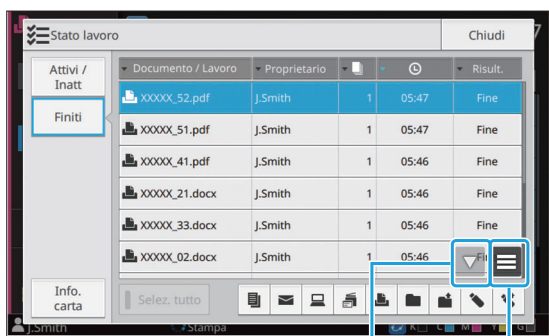 Stato lavoro Chiudi
Attivi / Inatt
Finiti
Documento / Lavoro Proprietario Risult.
XXXXX_52.pdf J.Smith 1 05:47 Fine
XXXXX_51.pdf J.Smith 1 05:47 Fine
XXXXX_41.pdf J.Smith 1 05:46 Fine
XXXXX_21.docx J.Smith 1 05:46 Fine
XXXXX_33.docx J.Smith 1 05:46 Fine
XXXXX_02.docx J.Smith 1 05:46
Info. carta
Selez. tutto
J.Smith Stampa K C M Y G